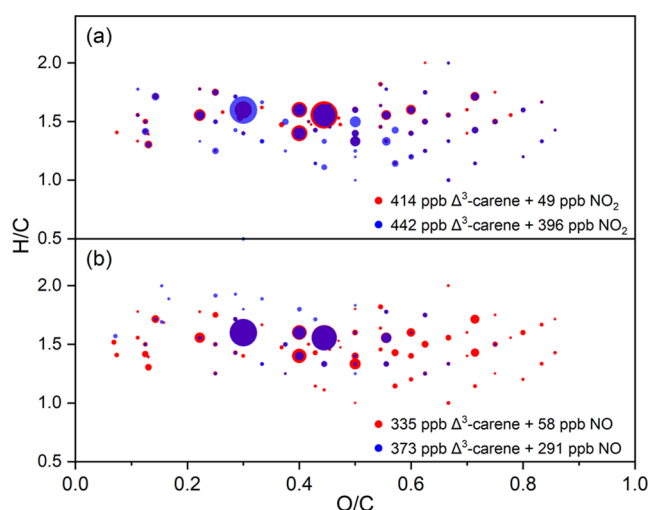 (a)
2.0
1.5
1.0
0.5
414 ppb Δ³-carene + 49 ppb NO₂
442 ppb Δ³-carene + 396 ppb NO₂
H/C
(b)
2.0
1.5
1.0
0.5
335 ppb Δ³-carene + 58 ppb NO
373 ppb Δ³-carene + 291 ppb NO
0.0 0.2 0.4 0.6 0.8 1.0
O/C